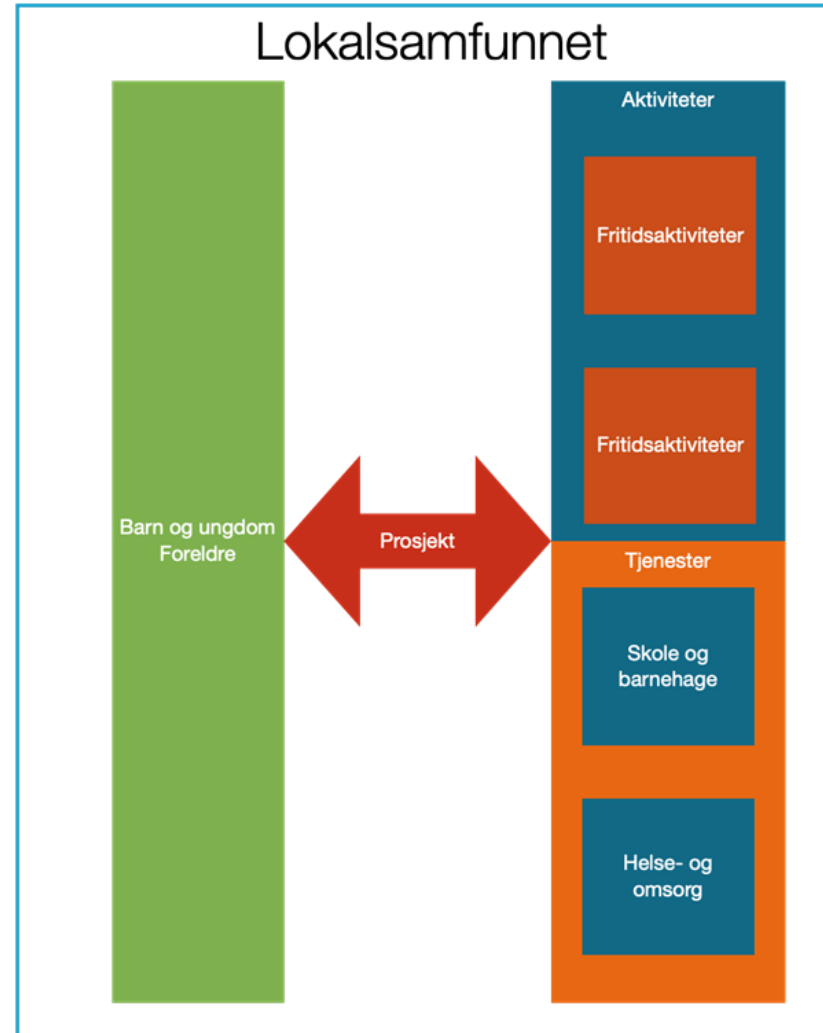 Lokalsamfunnet
Aktiviteter
Fritidsaktiviteter
Fritidsaktiviteter
Barn og ungdom
Foreldre
Prosjekt
Tjenester
Skole og
barnehage
Helse- og
omsorg